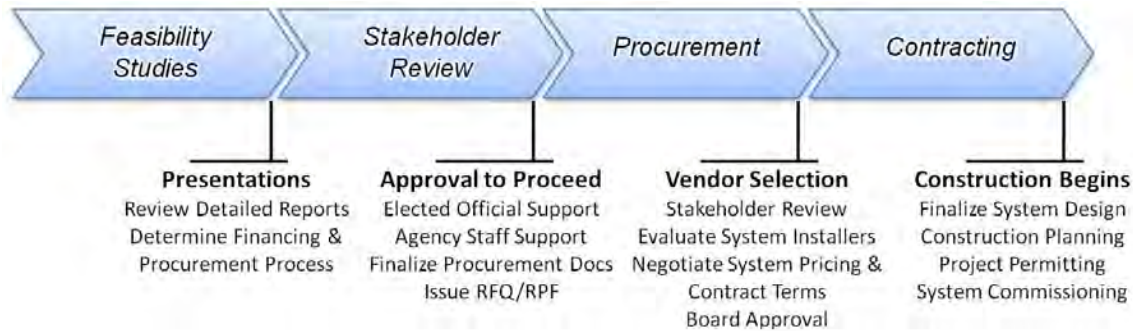 Feasibility
Studies
Stakeholder
Review
Procurement
Contracting
Presentations
Review Detailed Reports
Determine Financing &
Procurement Process
Approval to Proceed
Elected Official Support
Agency Staff Support
Finalize Procurement Docs
Issue RFQ/RPF
Vendor Selection
Stakeholder Review
Evaluate System Installers
Negotiate System Pricing &
Contract Terms
Board Approval
Construction Begins
Finalize System Design
Construction Planning
Project Permitting
System Commissioning